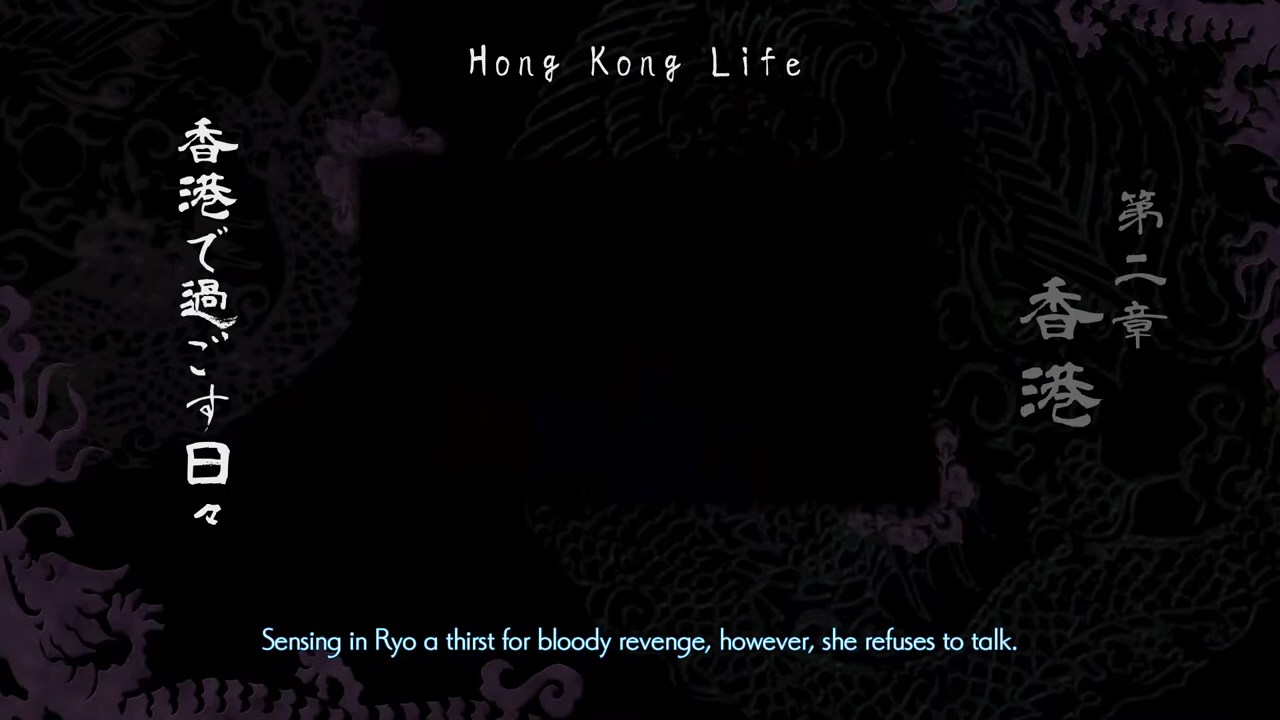 Hong Kong Life
第二章
香港
香港で過ごす日々
Sensing in Ryo a thirst for bloody revenge, however, she refuses to talk.